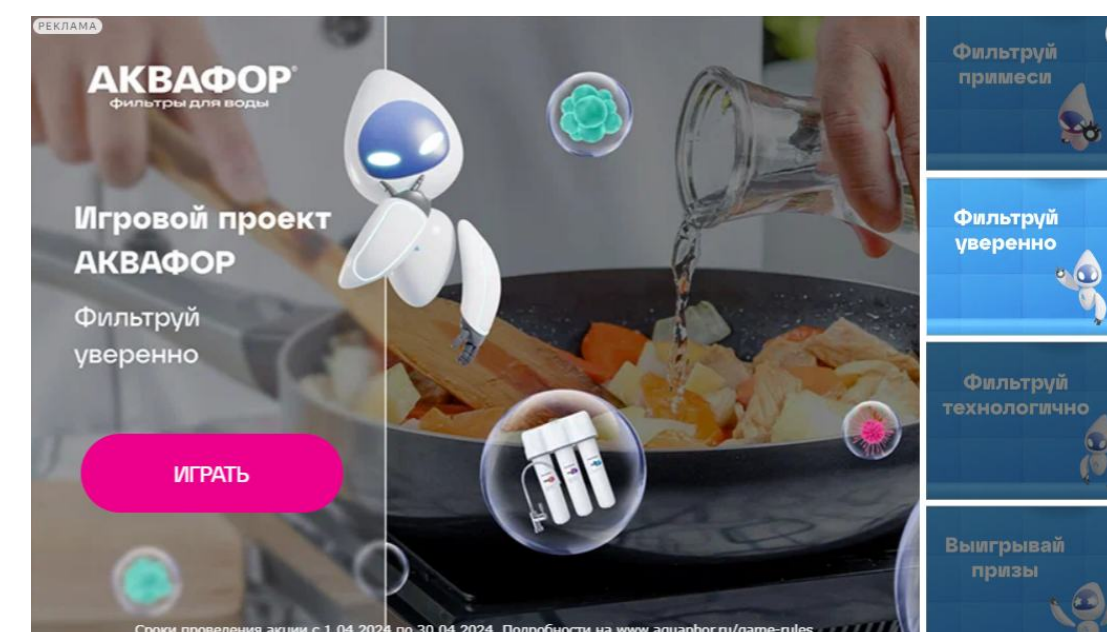 РЕКЛАМА
АКВАФОР®
фильтры для воды
Игровой проект
АКВАФОР
Фильтруй
уверенно
ИГРАТЬ
Сроки проведения акции с 1.04.2024 по 30.04.2024. Подробности на www.aquaphor.ru/game-rules
Фильтруй
примеси
Фильтруй
уверенно
Фильтруй
технологично
Выигрывай
призы